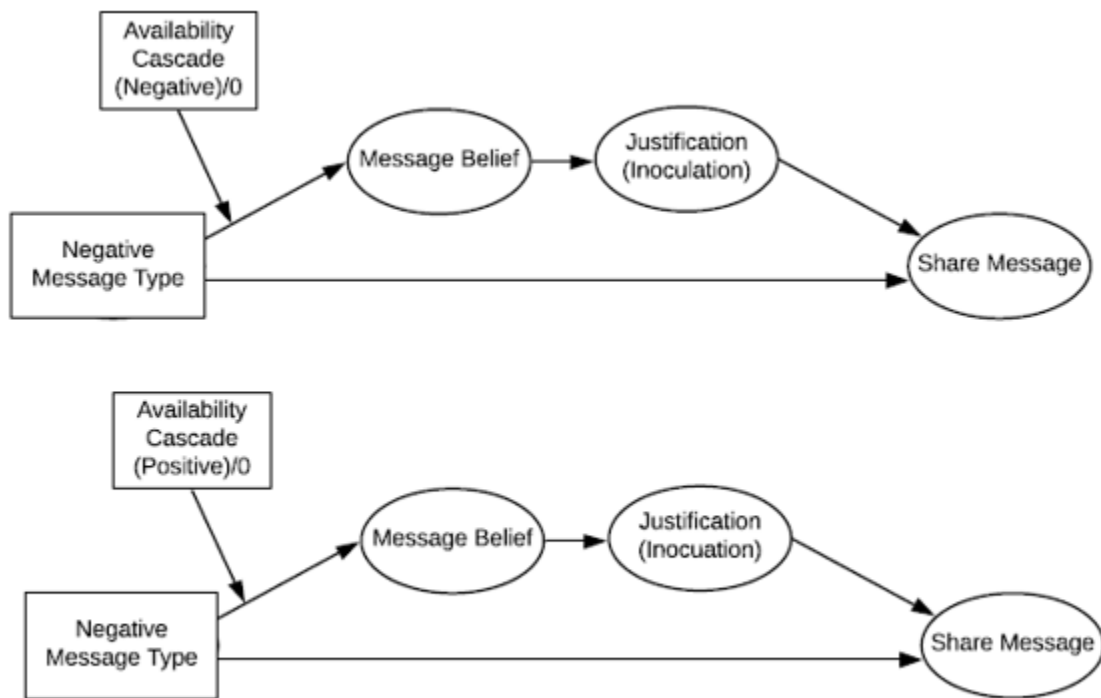 Availability
Cascade
(Negative)/0
Message Belief
Justification
(Inoculation)
Negative
Message Type
Share Message
Availability
Cascade
(Positive)/0
Message Belief
Justification
(Inocuation)
Negative
Message Type
Share Message